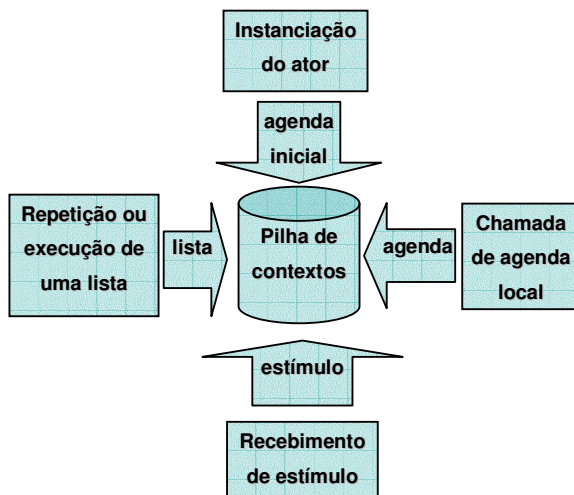 Instanciação
do ator
agenda
inicial
Repetição ou
execução de
uma lista
lista
Pilha de
contextos
agenda
Chamada
de agenda
local
estímulo
Recebimento
de estímulo